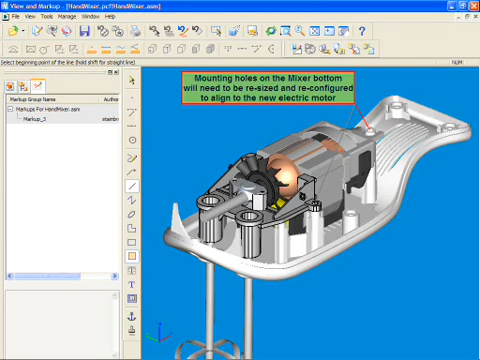 View and Markup - [HandMixer.pcf?HandMixer.asm]
File View Tools Manage Window Help
Select beginning point of the line (hold shift for straight line)
NUM
Markup Group Name Author
Markups For HandMixer.asm
Markup_3 stambn
Mounting holes on the Mixer bottom
will need to be re-sized and re-configured
to align to the new electric motor
T
T